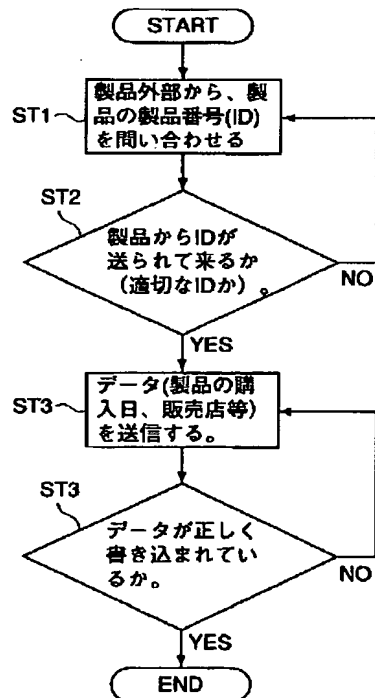 START
ST1
製品外部から、製
品の製品番号(ID)
を問い合わせる
ST2
製品からIDが
送られて来るか
(適切なIDか)。
NO
YES
ST3
データ(製品の購
入日、販売店等)
を送信する。
ST3
データが正しく
書き込まれてい
るか。
NO
YES
END